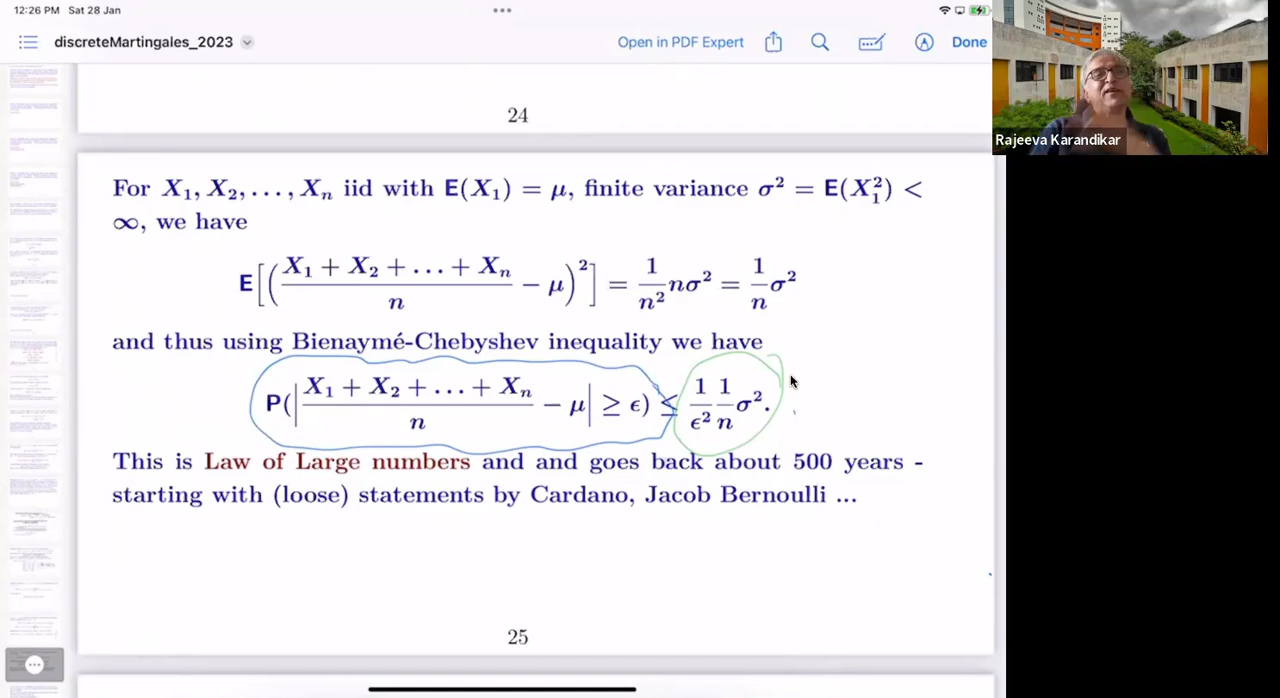 12:26 PM Sat 28 Jan
discreteMartingales_2023
Open in PDF Expert
Done
Rajeeva Karandikar
24
For X₁, X₂, . . . , Xₙ iid with E(X₁) = μ, finite variance σ² = E(X₁²) <
∞, we have
E[(X₁ + X₂ + . . . + Xₙ / n − μ)²] = 1/n² nσ² = 1/n σ²
and thus using Bienaymé-Chebyshev inequality we have
P(|X₁ + X₂ + . . . + Xₙ / n − μ| ≥ ϵ) ≤ 1/ϵ² 1/n σ².
This is Law of Large numbers and and goes back about 500 years -
starting with (loose) statements by Cardano, Jacob Bernoulli ...
25